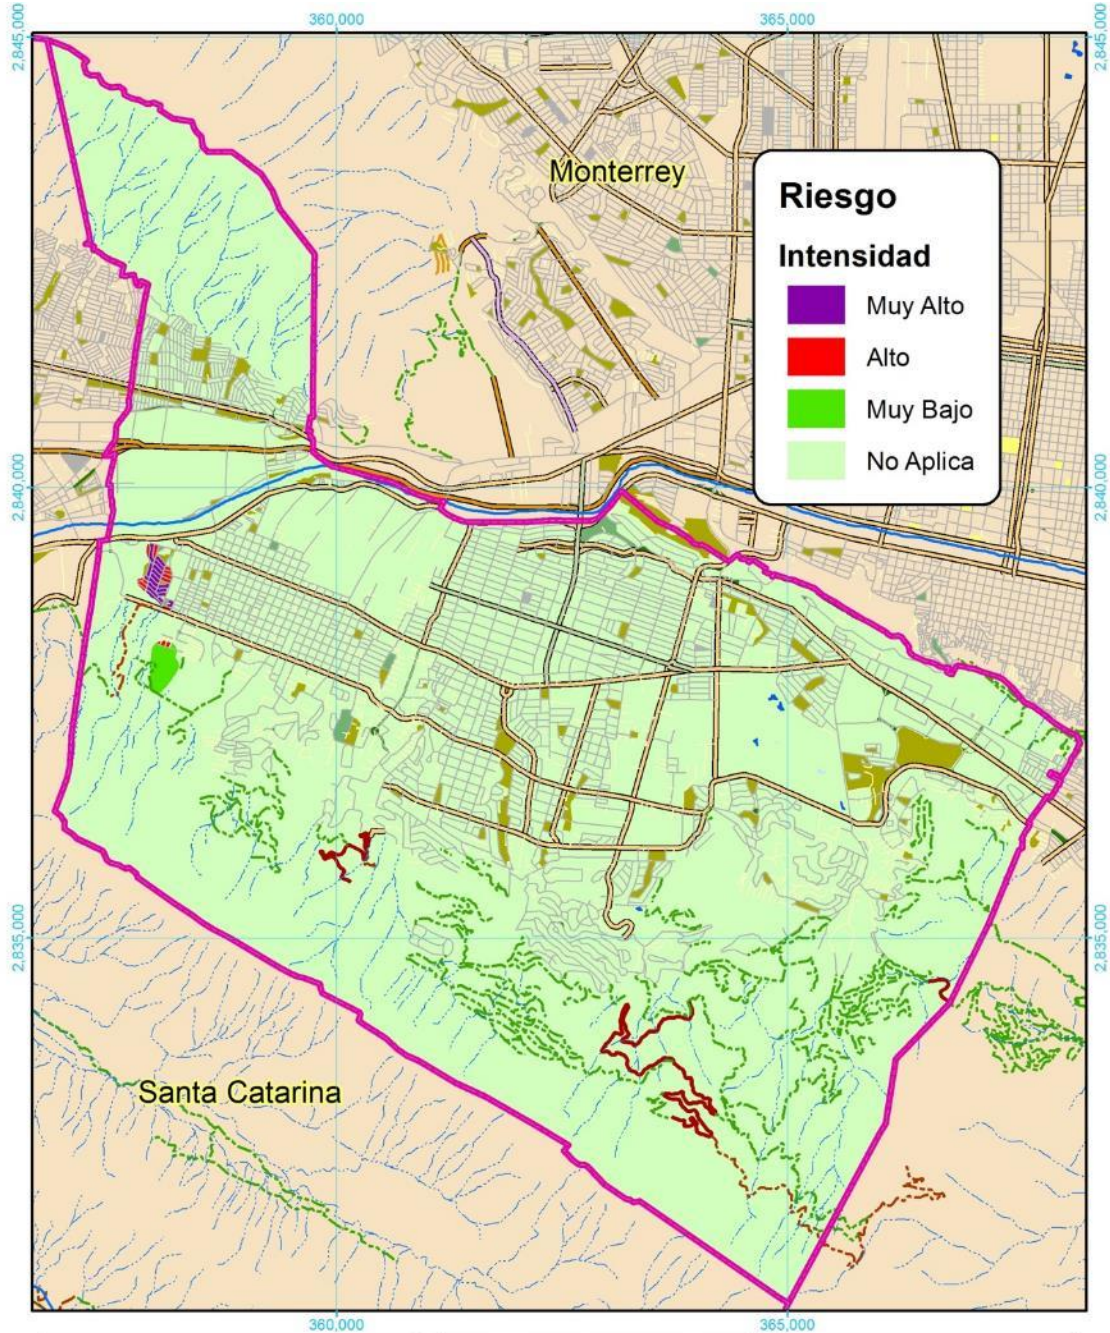 360,000
365,000
2,845,000
2,845,000
Monterrey
Riesgo
Intensidad
Muy Alto
Alto
Muy Bajo
No Aplica
2,840,000
2,840,000
2,835,000
2,835,000
Santa Catarina
360,000
365,000